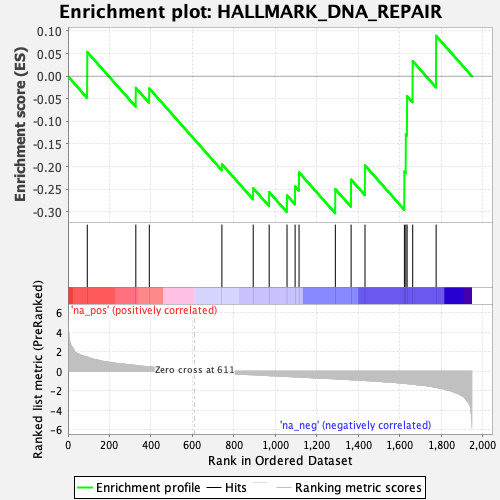 Enrichment plot: HALLMARK_DNA_REPAIR
Enrichment score (ES)
0.10
0.05
0.00
-0.05
-0.10
-0.15
-0.20
-0.25
-0.30
'na_pos' (positively correlated)
Ranked list metric (PreRanked)
6
4
2
0
-2
-4
-6
Zero cross at 611
'na_neg' (negatively correlated)
0 200 400 600 800 1,000 1,200 1,400 1,600 1,800 2,000
Rank in Ordered Dataset
Enrichment profile Hits Ranking metric scores